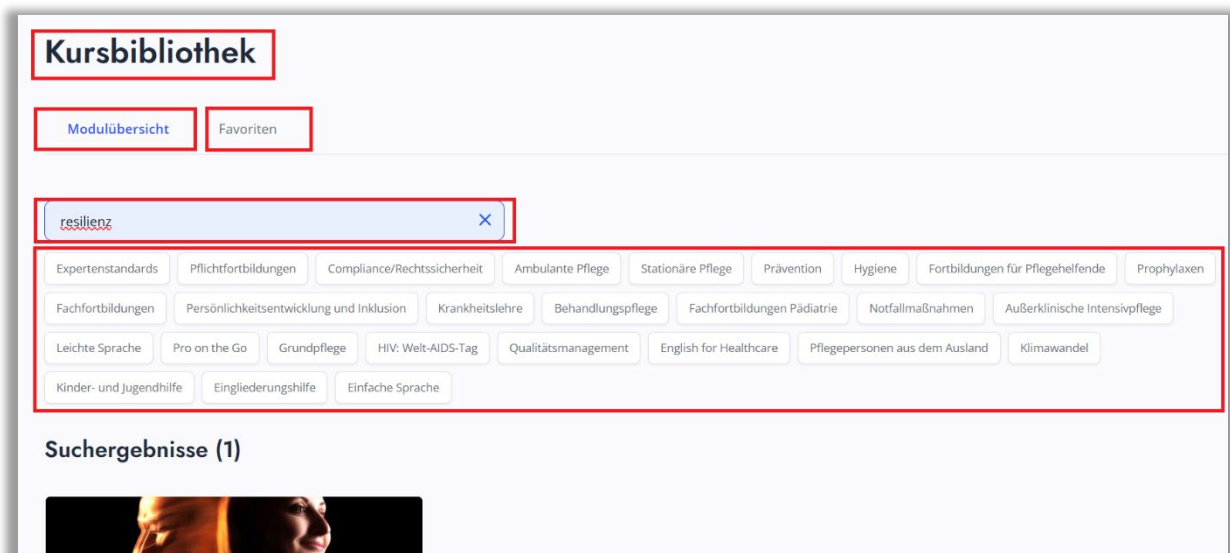 Kursbibliothek
Modulübersicht Favoriten
resilienz
Expertenstandards Pflichtfortbildungen Compliance/Rechtssicherheit Ambulante Pflege Stationäre Pflege Prävention Hygiene Fortbildungen für Pflegehelfende Prophylaxen
Fachfortbildungen Persönlichkeitsentwicklung und Inklusion Krankheitslehre Behandlungspflege Fachfortbildungen Pädiatrie Notfallmaßnahmen Außerklinische Intensivpflege
Leichte Sprache Pro on the Go Grundpflege HIV: Welt-AIDS-Tag Qualitätsmanagement English for Healthcare Pflegepersonen aus dem Ausland Klimawandel
Kinder- und Jugendhilfe Eingliederungshilfe Einfache Sprache
Suchergebnisse (1)